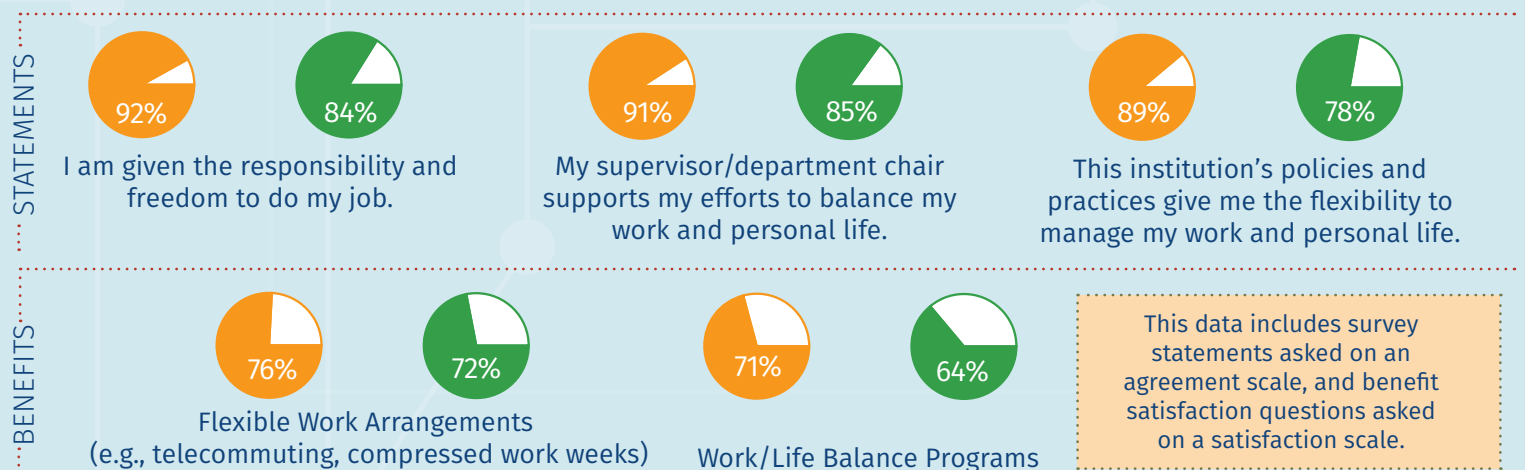 STATEMENTS
92%
84%
I am given the responsibility and
freedom to do my job.
91%
85%
My supervisor/department chair
supports my efforts to balance my
work and personal life.
89%
78%
This institution’s policies and
practices give me the flexibility to
manage my work and personal life.
BENEFITS
76%
72%
Flexible Work Arrangements
(e.g., telecommuting, compressed work weeks)
71%
64%
Work/Life Balance Programs
This data includes survey
statements asked on an
agreement scale, and benefit
satisfaction questions asked
on a satisfaction scale.